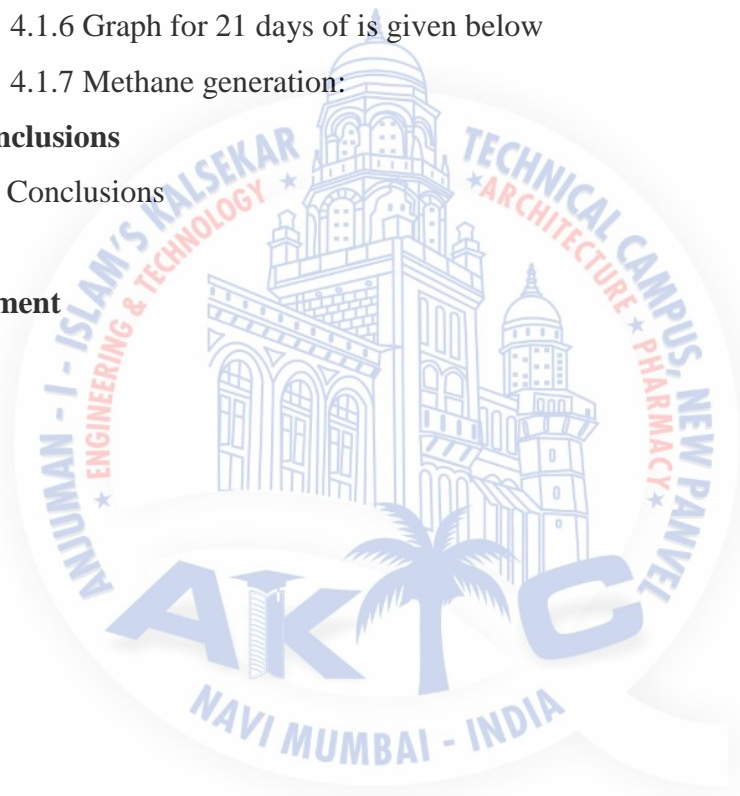 4.1.6 Graph for 21 days of is given below
4.1.7 Methane generation:
nclusions
Conclusions
ment
ANJUMAN - I - ISLAM'S KALSEKAR TECHNICAL CAMPUS, NEW PANVEL
★ ENGINEERING & TECHNOLOGY ★ ★ARCHITECTURE ★ PHARMACY ★
AKTC
NAVI MUMBAI - INDIA